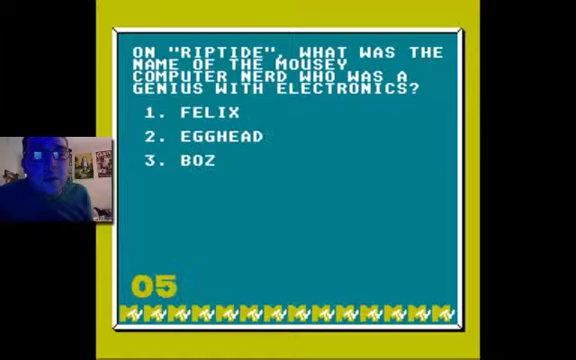 ON "RIPTIDE", WHAT WAS THE
NAME OF THE MOUSEY
COMPUTER NERD WHO WAS A
GENIUS WITH ELECTRONICS?
1. FELIX
2. EGGHEAD
3. BOZ
05